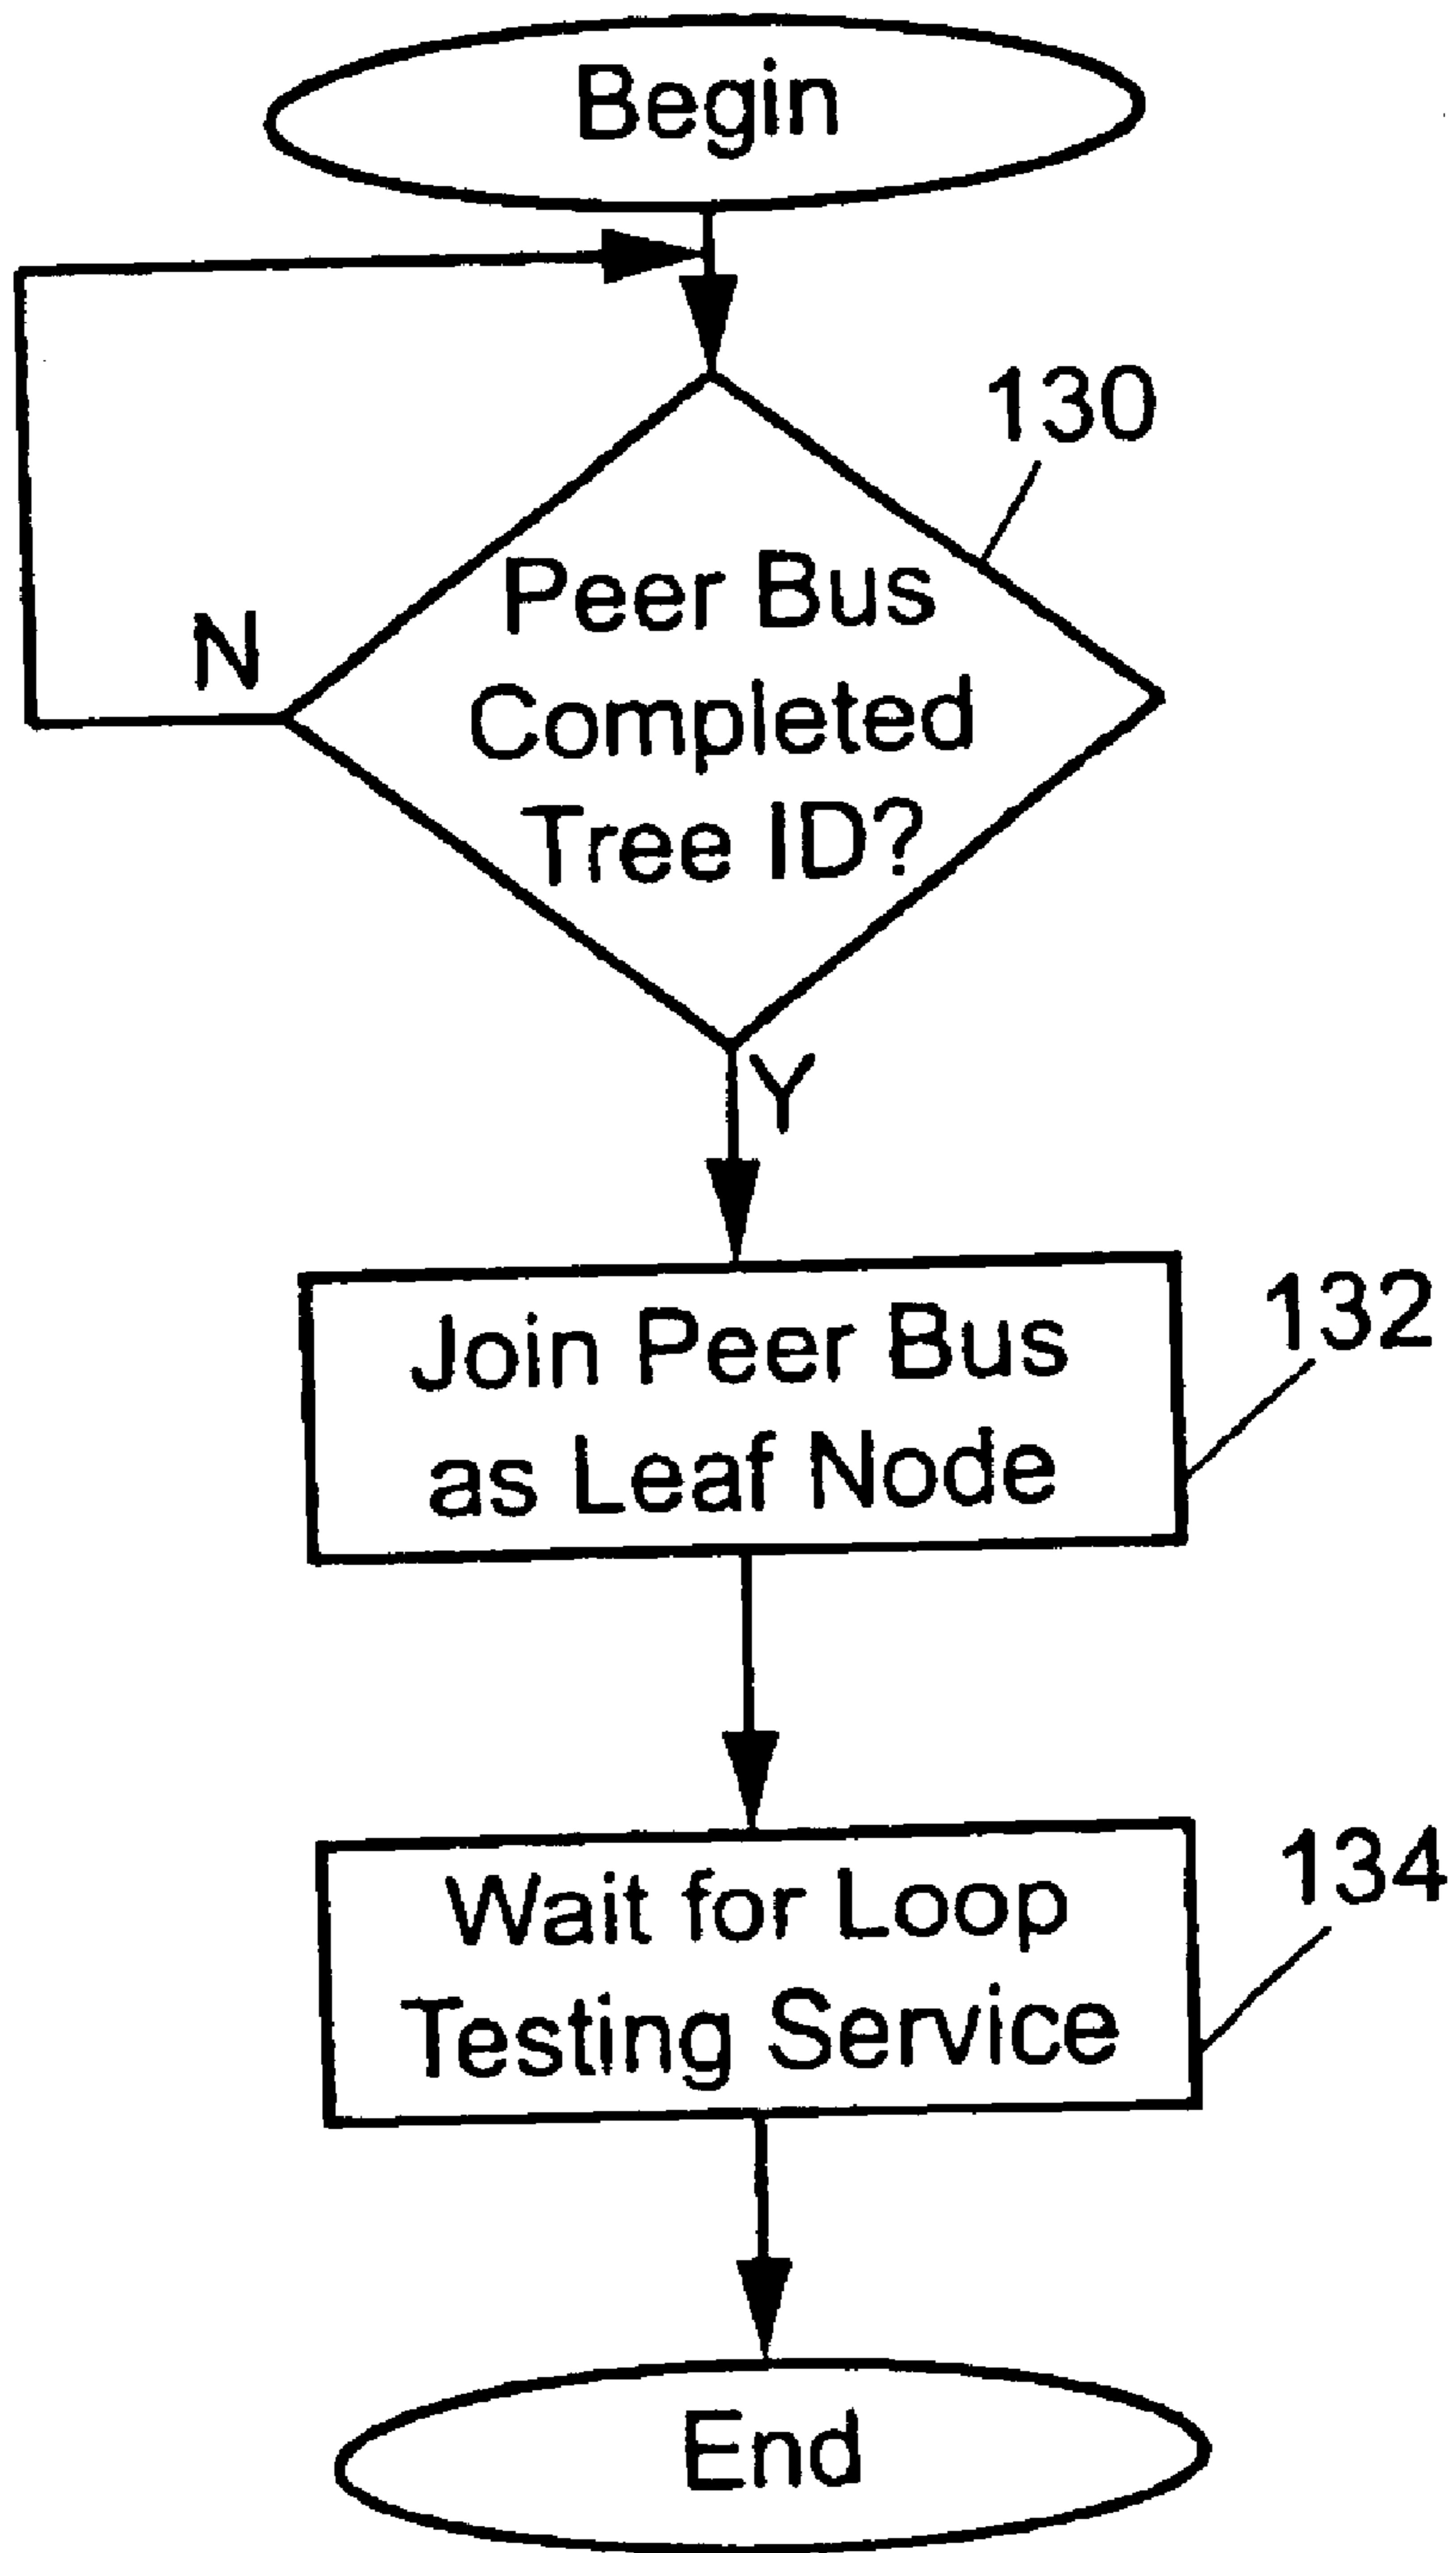 Begin
130
Peer Bus
Completed
Tree ID?
N
Y
Join Peer Bus
as Leaf Node
132
Wait for Loop
Testing Service
134
End